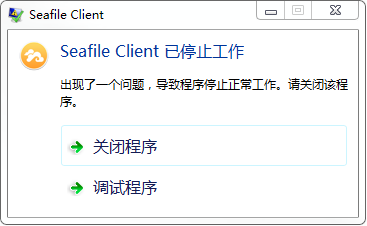 Seafile Client
Seafile Client 已停止工作
出现了一个问题，导致程序停止正常工作。请关闭该程
序。
关闭程序
调试程序